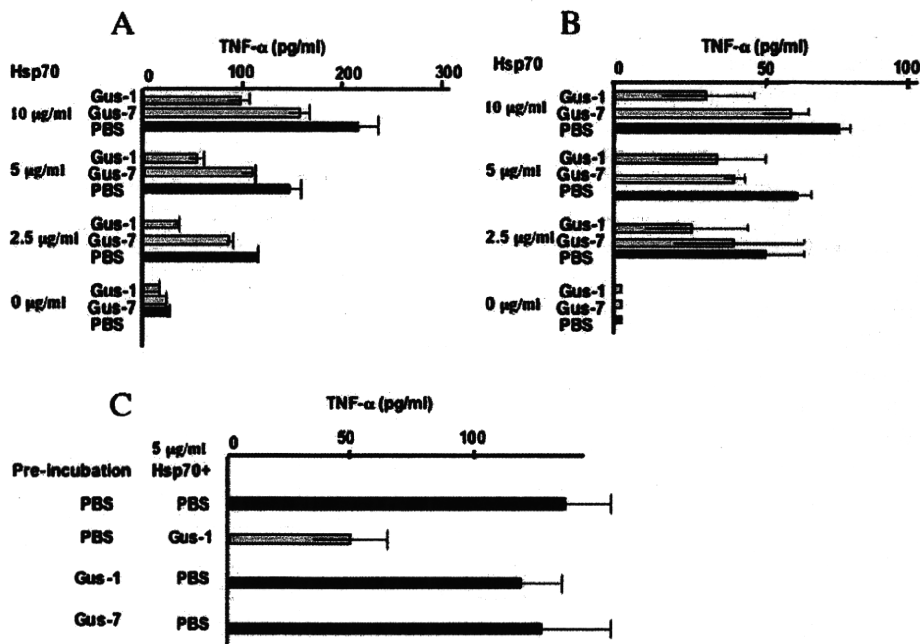 A
TNF-α (pg/ml)
Hsp70
0 100 200 300
10 µg/ml
Gus-1
Gus-7
PBS
5 µg/ml
Gus-1
Gus-7
PBS
2.5 µg/ml
Gus-1
Gus-7
PBS
0 µg/ml
Gus-1
Gus-7
PBS
B
TNF-α (pg/ml)
Hsp70
0 50 100
10 µg/ml
Gus-1
Gus-7
PBS
5 µg/ml
Gus-1
Gus-7
PBS
2.5 µg/ml
Gus-1
Gus-7
PBS
0 µg/ml
Gus-1
Gus-7
PBS
C
TNF-α (pg/ml)
0 50 100
5 µg/ml
Pre-incubation Hsp70+
PBS PBS
PBS Gus-1
Gus-1 PBS
Gus-7 PBS